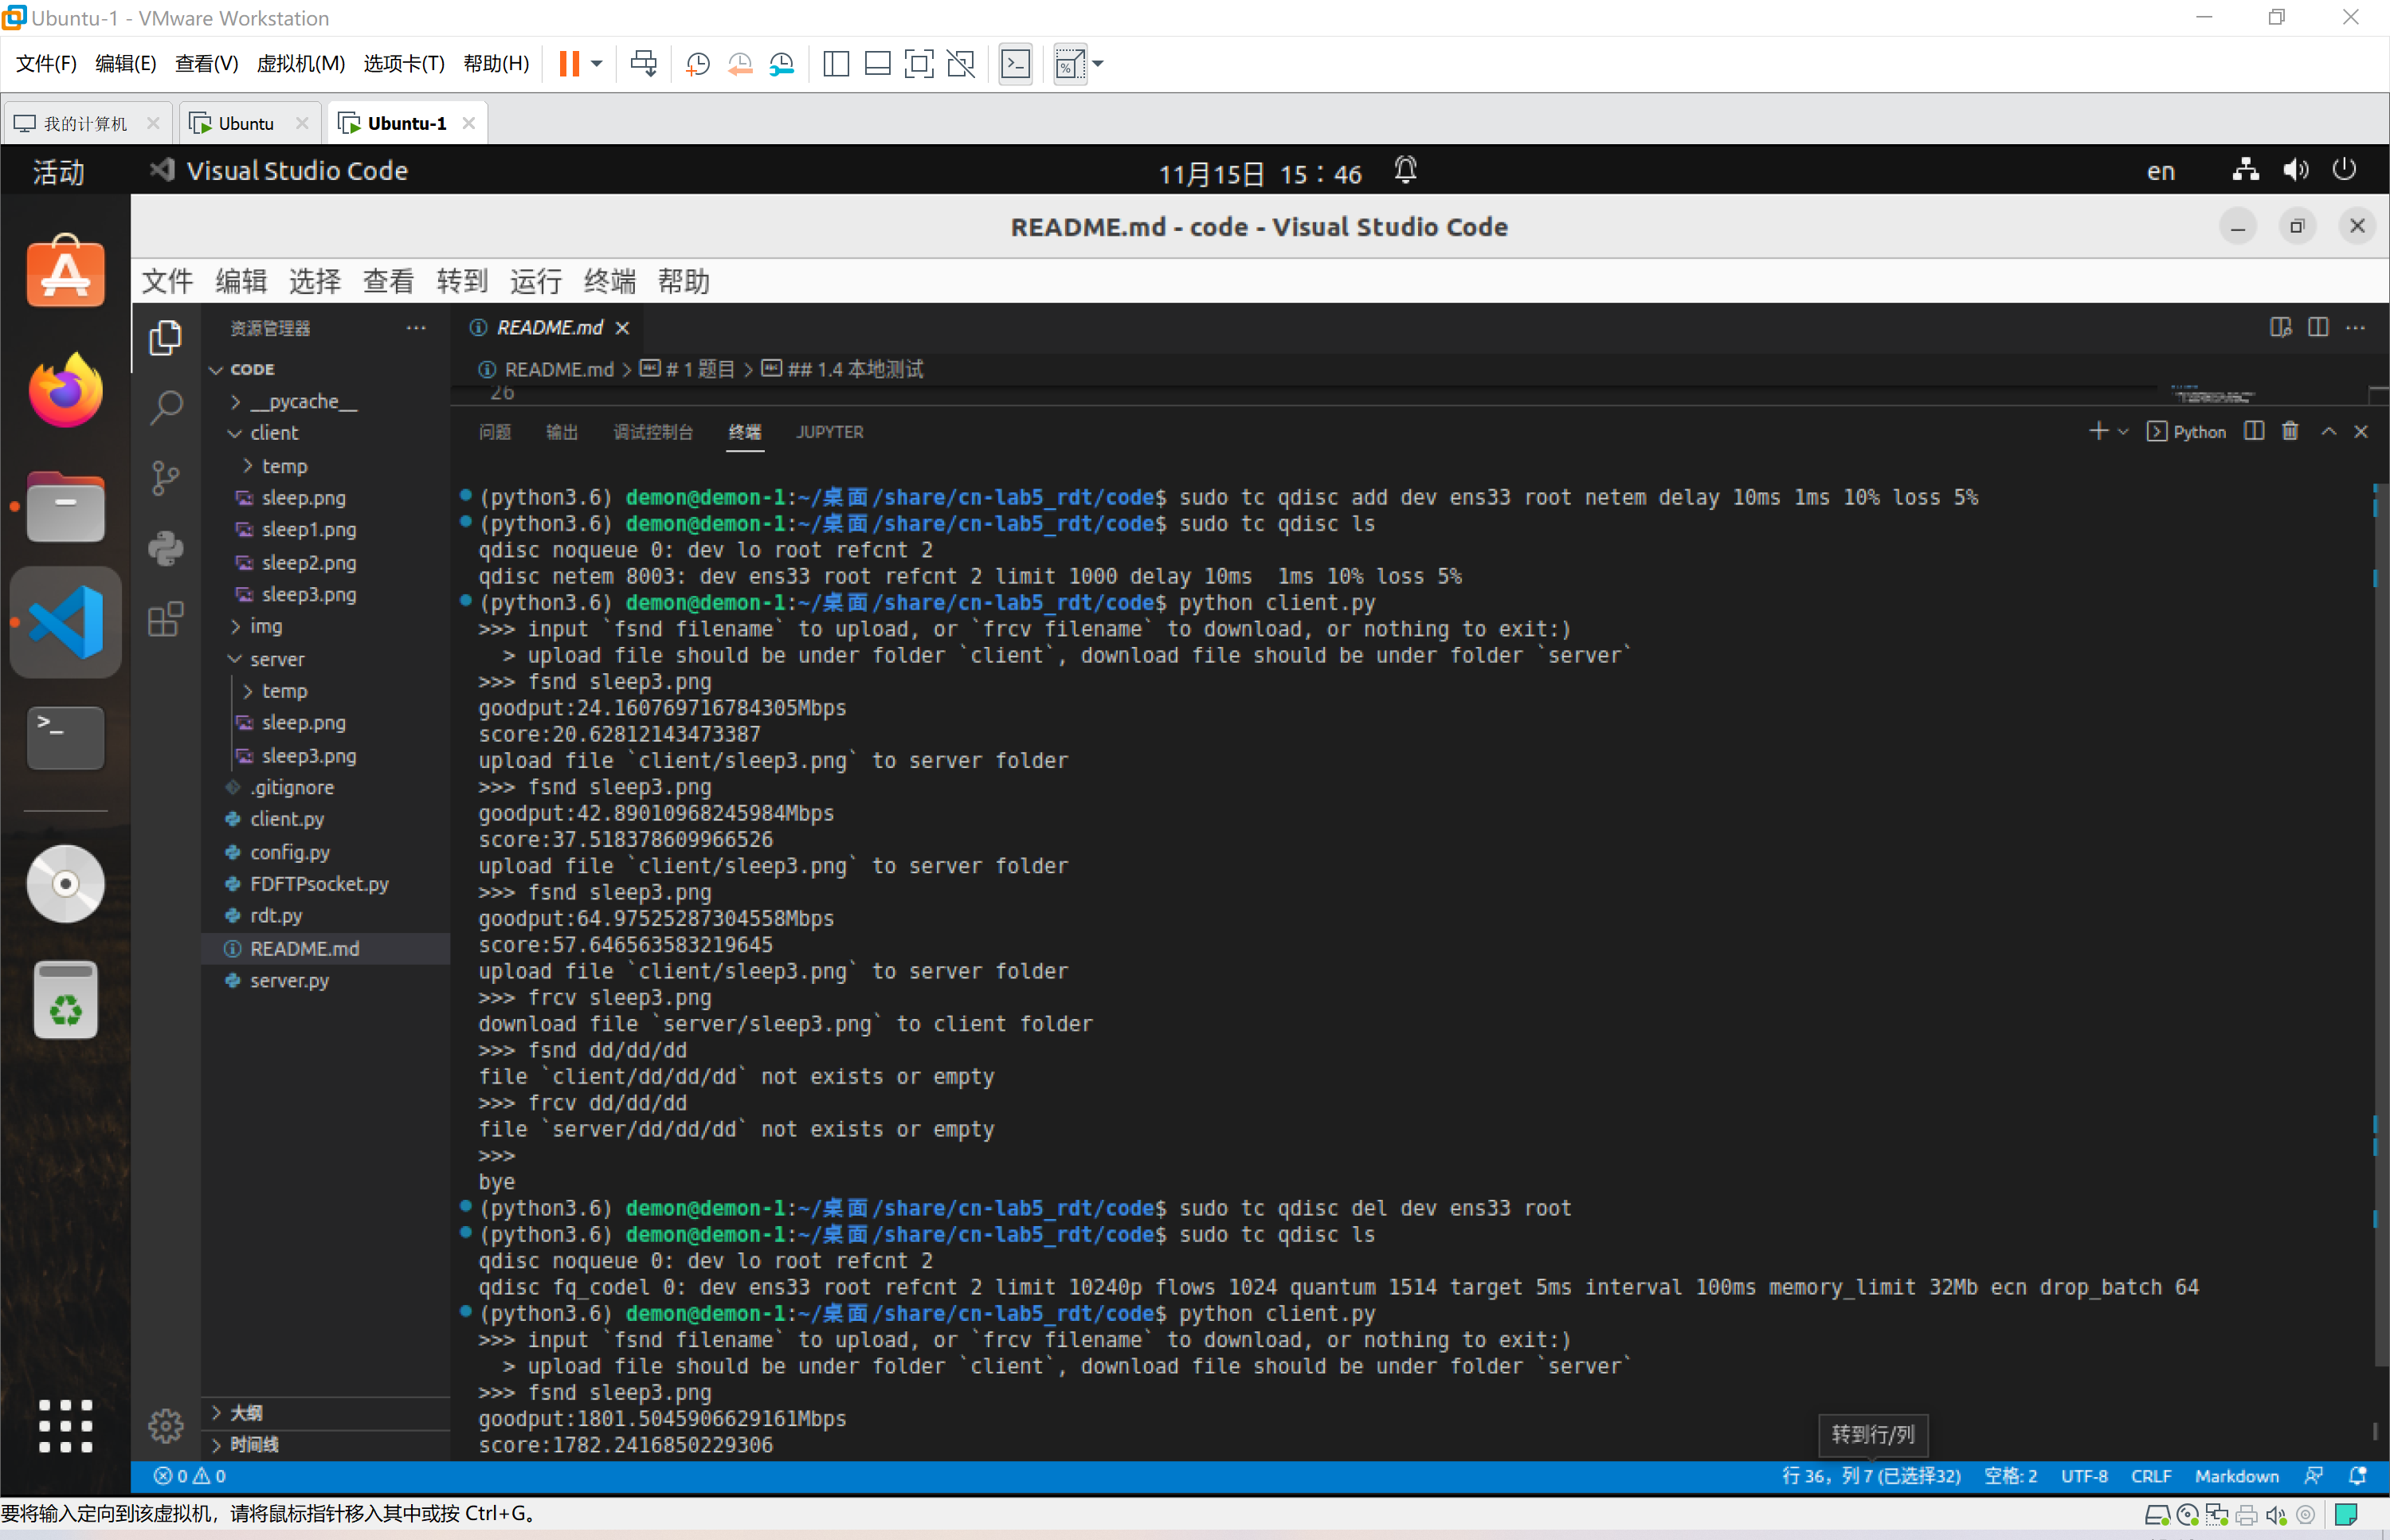 Ubuntu-1 - VMware Workstation
文件(F) 编辑(E) 查看(V) 虚拟机(M) 选项卡(T) 帮助(H)
我的计算机 Ubuntu Ubuntu-1
活动 Visual Studio Code 11月15日 15：46 en
README.md - code - Visual Studio Code
文件 编辑 选择 查看 转到 运行 终端 帮助
资源管理器
CODE
__pycache__
client
temp
sleep.png
sleep1.png
sleep2.png
sleep3.png
img
server
temp
sleep.png
sleep3.png
.gitignore
client.py
config.py
FDFTPsocket.py
rdt.py
README.md
server.py
大纲
时间线
README.md
README.md > # 1 题目 > ## 1.4 本地测试
26
问题 输出 调试控制台 终端 JUPYTER Python
(python3.6) demon@demon-1:~/桌面/share/cn-lab5_rdt/code$ sudo tc qdisc add dev ens33 root netem delay 10ms 1ms 10% loss 5%
(python3.6) demon@demon-1:~/桌面/share/cn-lab5_rdt/code$ sudo tc qdisc ls
qdisc noqueue 0: dev lo root refcnt 2
qdisc netem 8003: dev ens33 root refcnt 2 limit 1000 delay 10ms  1ms 10% loss 5%
(python3.6) demon@demon-1:~/桌面/share/cn-lab5_rdt/code$ python client.py
>>> input `fsnd filename` to upload, or `frcv filename` to download, or nothing to exit:)
  > upload file should be under folder `client`, download file should be under folder `server`
>>> fsnd sleep3.png
goodput:24.160769716784305Mbps
score:20.62812143473387
upload file `client/sleep3.png` to server folder
>>> fsnd sleep3.png
goodput:42.89010968245984Mbps
score:37.518378609966526
upload file `client/sleep3.png` to server folder
>>> fsnd sleep3.png
goodput:64.97525287304558Mbps
score:57.646563583219645
upload file `client/sleep3.png` to server folder
>>> frcv sleep3.png
download file `server/sleep3.png` to client folder
>>> fsnd dd/dd/dd
file `client/dd/dd/dd` not exists or empty
>>> frcv dd/dd/dd
file `server/dd/dd/dd` not exists or empty
>>>
bye
(python3.6) demon@demon-1:~/桌面/share/cn-lab5_rdt/code$ sudo tc qdisc del dev ens33 root
(python3.6) demon@demon-1:~/桌面/share/cn-lab5_rdt/code$ sudo tc qdisc ls
qdisc noqueue 0: dev lo root refcnt 2
qdisc fq_codel 0: dev ens33 root refcnt 2 limit 10240p flows 1024 quantum 1514 target 5ms interval 100ms memory_limit 32Mb ecn drop_batch 64
(python3.6) demon@demon-1:~/桌面/share/cn-lab5_rdt/code$ python client.py
>>> input `fsnd filename` to upload, or `frcv filename` to download, or nothing to exit:)
  > upload file should be under folder `client`, download file should be under folder `server`
>>> fsnd sleep3.png
goodput:1801.5045906629161Mbps
score:1782.2416850229306
转到行/列
0 0 行 36，列 7 (已选择32) 空格: 2 UTF-8 CRLF Markdown
要将输入定向到该虚拟机，请将鼠标指针移入其中或按 Ctrl+G。